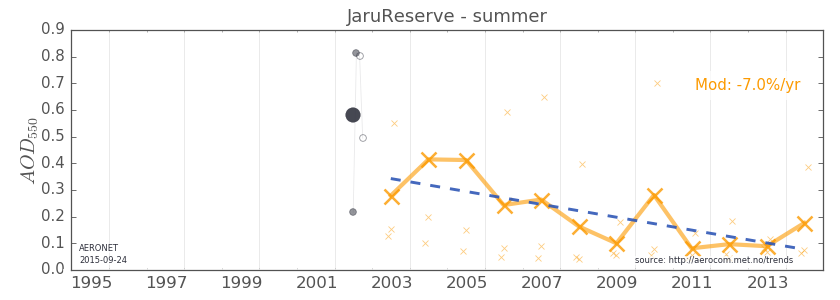 JaruReserve - summer
0.9
0.8
0.7
0.6
0.5
0.4
0.3
0.2
0.1
0.0
AOD550
Mod: -7.0%/yr
AERONET
2015-09-24
source: http://aerocom.met.no/trends
1995 1997 1999 2001 2003 2005 2007 2009 2011 2013